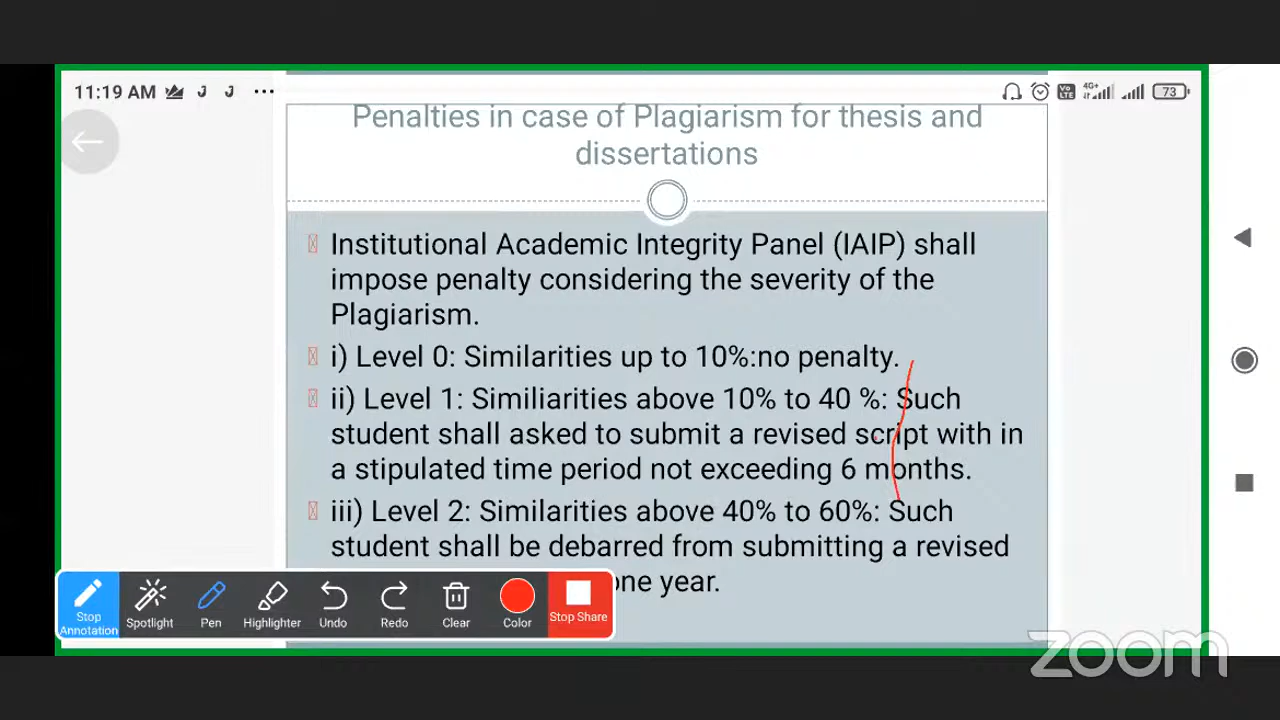 11:19 AM
Vo
LTE
4G+
73
Penalties in case of Plagiarism for thesis and
dissertations
Institutional Academic Integrity Panel (IAIP) shall
impose penalty considering the severity of the
Plagiarism.
i) Level 0: Similarities up to 10%:no penalty.
ii) Level 1: Similiarities above 10% to 40 %: Such
student shall asked to submit a revised script with in
a stipulated time period not exceeding 6 months.
iii) Level 2: Similarities above 40% to 60%: Such
student shall be debarred from submitting a revised
one year.
Stop
Annotation
Spotlight
Pen
Highlighter
Undo
Redo
Clear
Color
Stop Share
zoom